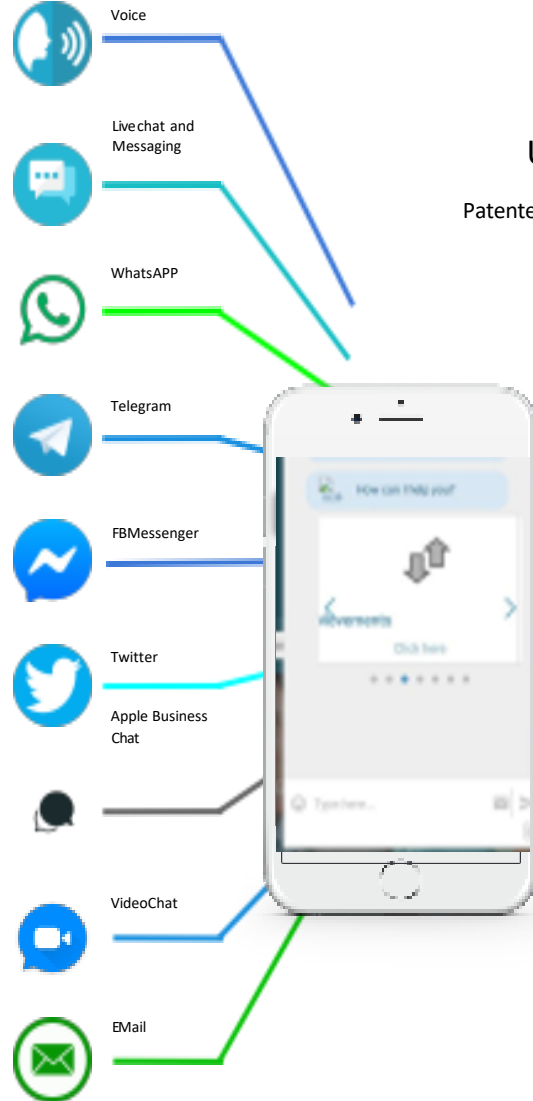 Voice
Livechat and
Messaging
U
Patente
WhatsAPP
Telegram
How can I help you?
FBMessenger
Click here
Twitter
Apple Business
Chat
Type here...
VideoChat
EMail